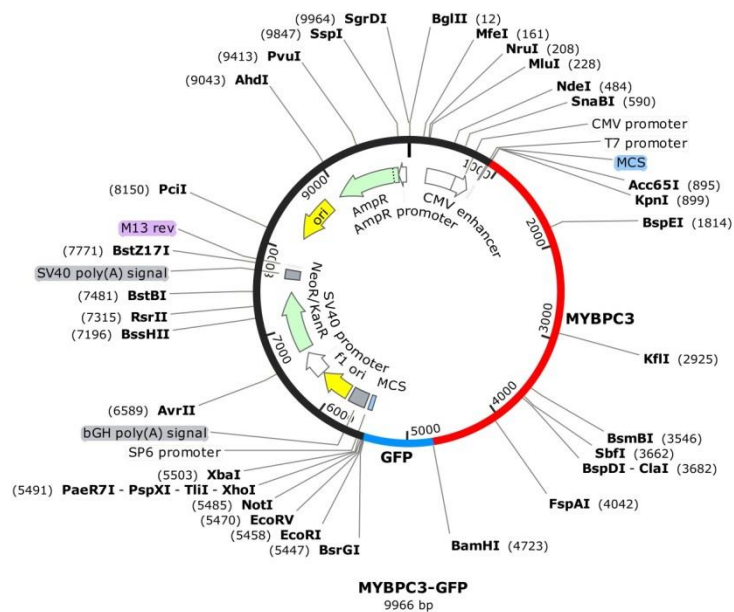 (9964) SgrDI
(9847) SspI
(9413) PvuI
(9043) AhdI
(8150) PciI
M13 rev
(7771) BstZ17I
SV40 poly(A) signal
(7481) BstBI
(7315) RsrII
(7196) BssHII
(6589) AvrII
bGH poly(A) signal
SP6 promoter
(5503) XbaI
(5491) PaeR7I - PspXI - TliI - XhoI
(5485) NotI
(5470) EcoRV
(5458) EcoRI
(5447) BsrGI
BglII (12)
MfeI (161)
NruI (208)
MluI (228)
NdeI (484)
SnaBI (590)
CMV promoter
T7 promoter
MCS
Acc65I (895)
KpnI (899)
BspEI (1814)
MYBPC3
KflI (2925)
BsmBI (3546)
SbfI (3662)
BspDI - ClaI (3682)
FspAI (4042)
BamHI (4723)
GFP
1000
2000
3000
4000
5000
6000
7000
9000
ori
AmpR
AmpR promoter
CMV enhancer
NeoR/KanR
SV40 promoter
f1 ori
MCS
MYBPC3-GFP
9966 bp